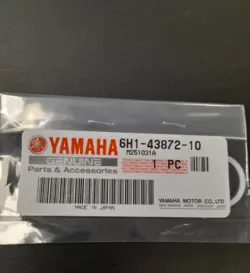 YAMAHA 6H1-43872-10
GENUINE M251031A
Parts & Accessories 1 PC
YAMAHA MOTOR CO., LTD.
MADE IN JAPAN